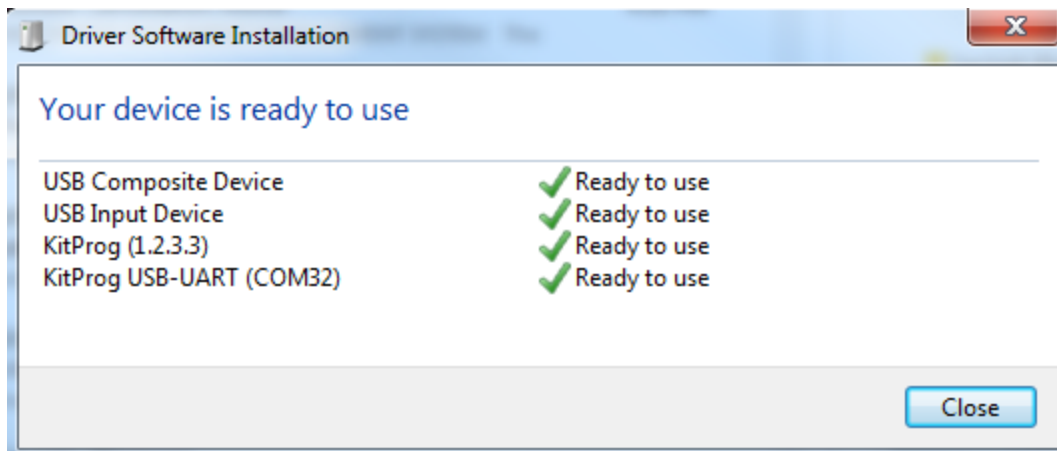 Driver Software Installation
Your device is ready to use
USB Composite Device Ready to use
USB Input Device Ready to use
KitProg (1.2.3.3) Ready to use
KitProg USB-UART (COM32) Ready to use
Close